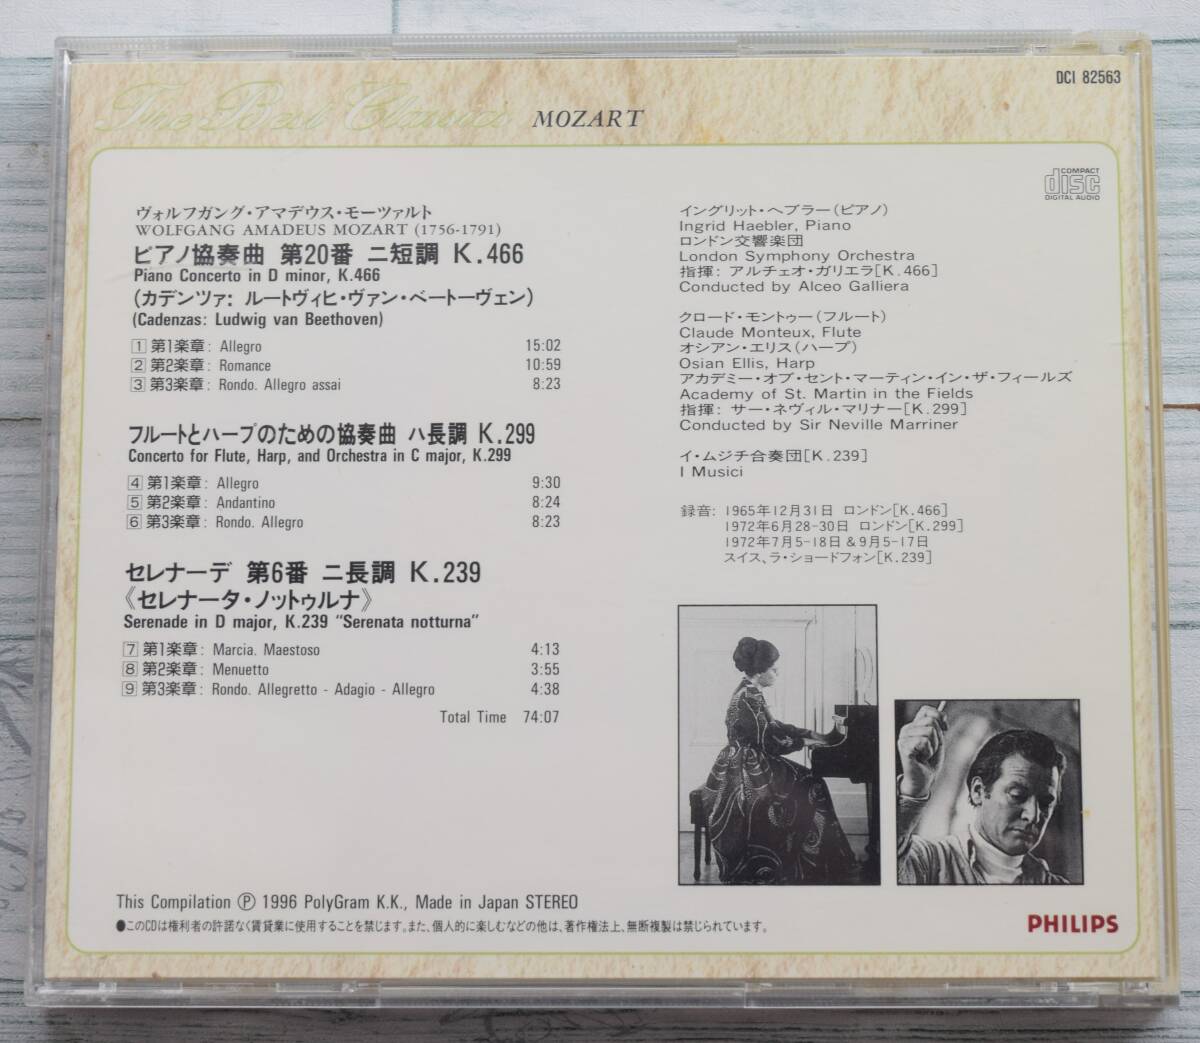 The Best Classics MOZART
DCI 82563
COMPACT
disc
DIGITAL AUDIO
ヴォルフガング・アマデウス・モーツァルト
WOLFGANG AMADEUS MOZART (1756-1791)
ピアノ協奏曲 第20番 ニ短調 K.466
Piano Concerto in D minor, K.466
(カデンツァ: ルートヴィヒ・ヴァン・ベートーヴェン)
(Cadenzas: Ludwig van Beethoven)
1 第1楽章: Allegro 15:02
2 第2楽章: Romance 10:59
3 第3楽章: Rondo. Allegro assai 8:23
フルートとハープのための協奏曲 ハ長調 K.299
Concerto for Flute, Harp, and Orchestra in C major, K.299
4 第1楽章: Allegro 9:30
5 第2楽章: Andantino 8:24
6 第3楽章: Rondo. Allegro 8:23
セレナーデ 第6番 ニ長調 K.239
《セレナータ・ノットゥルナ》
Serenade in D major, K.239 "Serenata notturna"
7 第1楽章: Marcia. Maestoso 4:13
8 第2楽章: Menuetto 3:55
9 第3楽章: Rondo. Allegretto - Adagio - Allegro 4:38
Total Time 74:07
イングリット・ヘブラー(ピアノ)
Ingrid Haebler, Piano
ロンドン交響楽団
London Symphony Orchestra
指揮: アルチェオ・ガリエラ[K.466]
Conducted by Alceo Galliera
クロード・モントゥー(フルート)
Claude Monteux, Flute
オシアン・エリス(ハープ)
Osian Ellis, Harp
アカデミー・オブ・セント・マーティン・イン・ザ・フィールズ
Academy of St. Martin in the Fields
指揮: サー・ネヴィル・マリナー[K.299]
Conducted by Sir Neville Marriner
イ・ムジチ合奏団[K.239]
I Musici
録音: 1965年12月31日 ロンドン[K.466]
1972年6月28-30日 ロンドン[K.299]
1972年7月5-18日&9月5-17日
スイス、ラ・ショードフォン[K.239]
This Compilation Ⓟ 1996 PolyGram K.K., Made in Japan STEREO
●このCDは権利者の許諾なく賃貸業に使用することを禁じます。また、個人的に楽しむなどの他は、著作権法上、無断複製は禁じられています。
PHILIPS